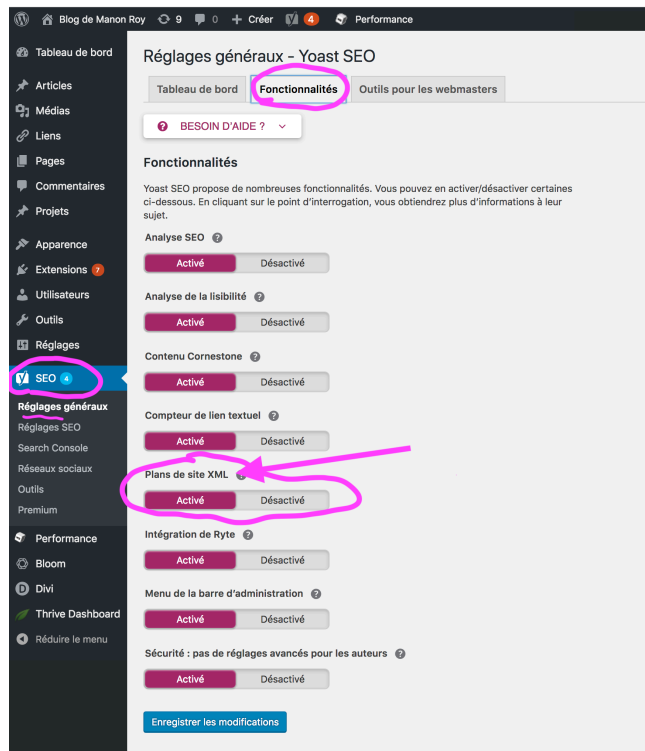 Blog de Manon Roy 9 0 + Créer 4 Performance
Tableau de bord
Articles
Médias
Liens
Pages
Commentaires
Projets
Apparence
Extensions 7
Utilisateurs
Outils
Réglages
SEO 4
Réglages généraux
Réglages SEO
Search Console
Réseaux sociaux
Outils
Premium
Performance
Bloom
Divi
Thrive Dashboard
Réduire le menu
Réglages généraux - Yoast SEO
Tableau de bord Fonctionnalités Outils pour les webmasters
BESOIN D'AIDE ?
Fonctionnalités
Yoast SEO propose de nombreuses fonctionnalités. Vous pouvez en activer/désactiver certaines
ci-dessous. En cliquant sur le point d'interrogation, vous obtiendrez plus d'informations à leur
sujet.
Analyse SEO ?
Activé Désactivé
Analyse de la lisibilité ?
Activé Désactivé
Contenu Cornestone ?
Activé Désactivé
Compteur de lien textuel ?
Activé Désactivé
Plans de site XML
Activé Désactivé
Intégration de Ryte ?
Activé Désactivé
Menu de la barre d'administration ?
Activé Désactivé
Sécurité : pas de réglages avancés pour les auteurs ?
Activé Désactivé
Enregistrer les modifications